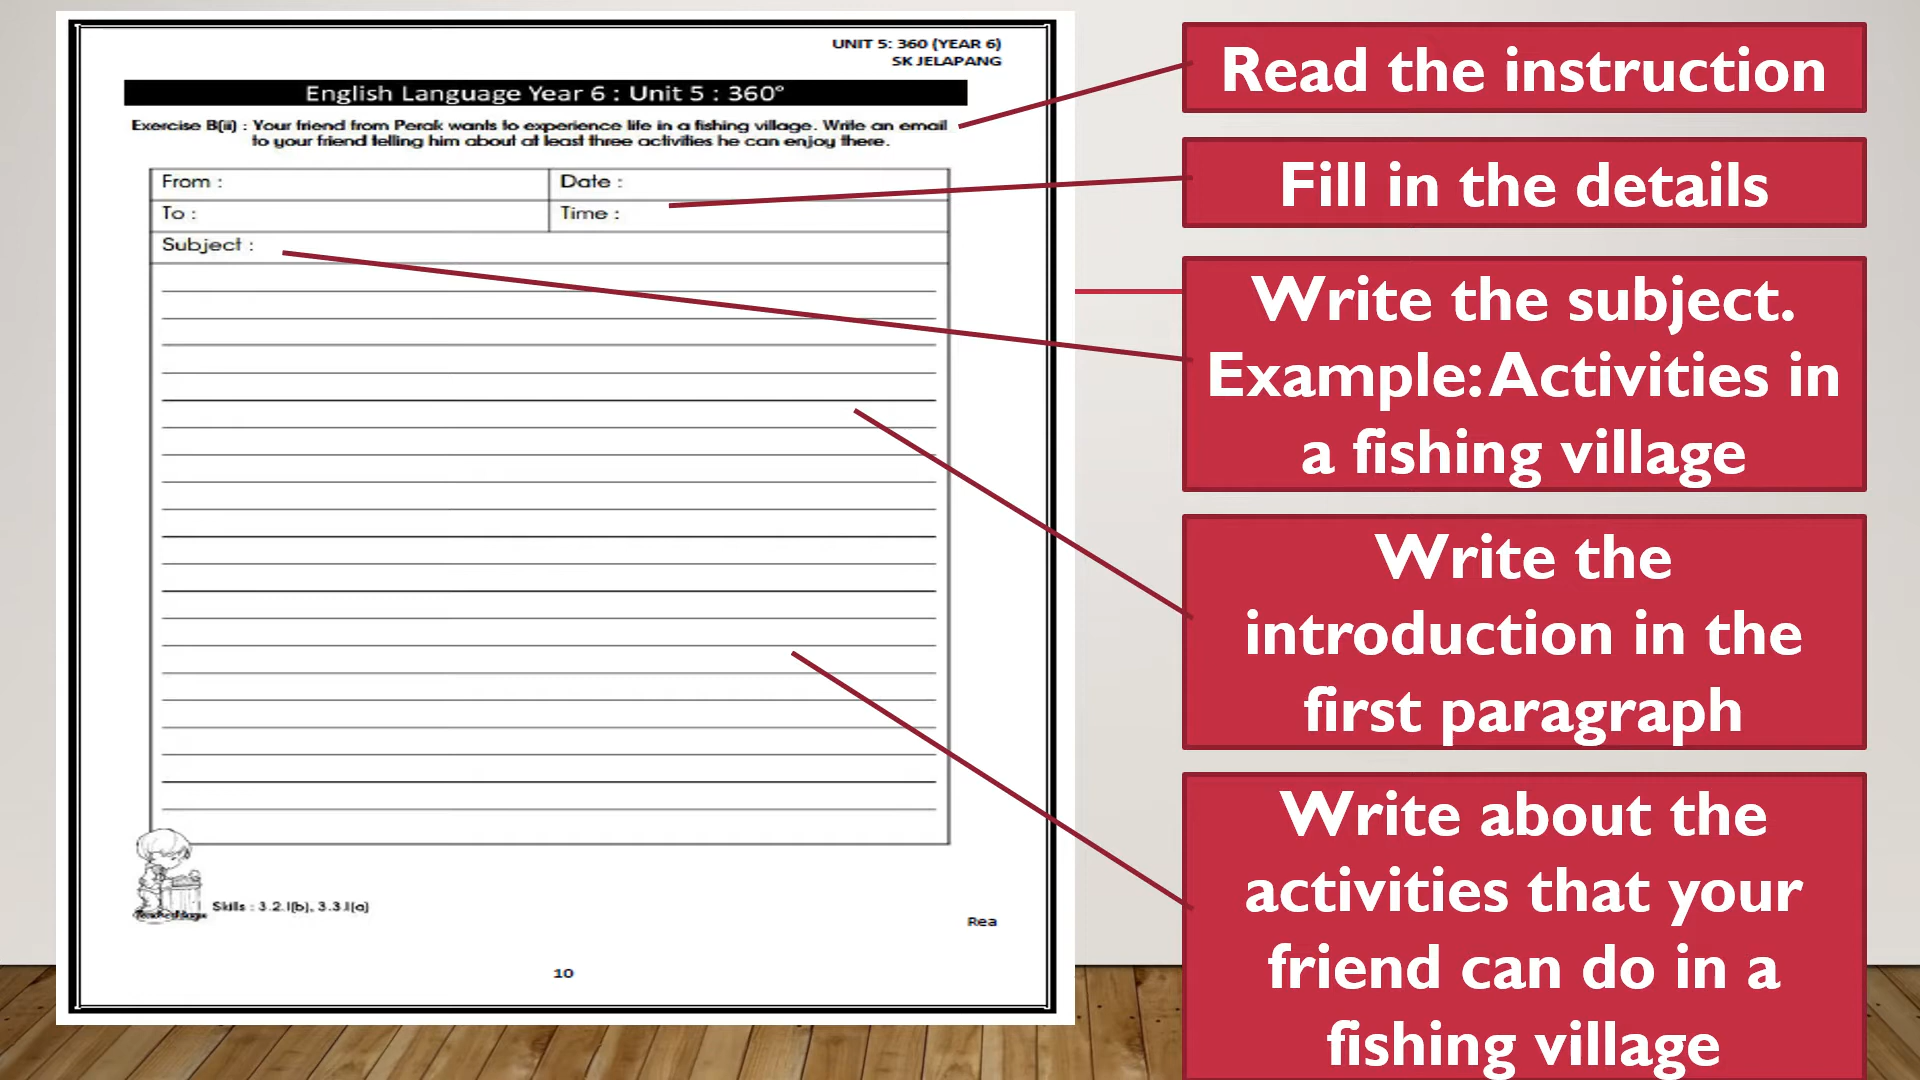 UNIT 5: 360 (YEAR 6)
SK JELAPANG
English Language Year 6 : Unit 5 : 360°
Exercise B(ii) : Your friend from Perak wants to experience life in a fishing village. Write an email
to your friend telling him about at least three activities he can enjoy there.
From :
Date :
To :
Time :
Subject :
Skills : 3.2.1(b), 3.3.1(a)
Rea
10
Read the instruction
Fill in the details
Write the subject.
Example: Activities in
a fishing village
Write the
introduction in the
first paragraph
Write about the
activities that your
friend can do in a
fishing village